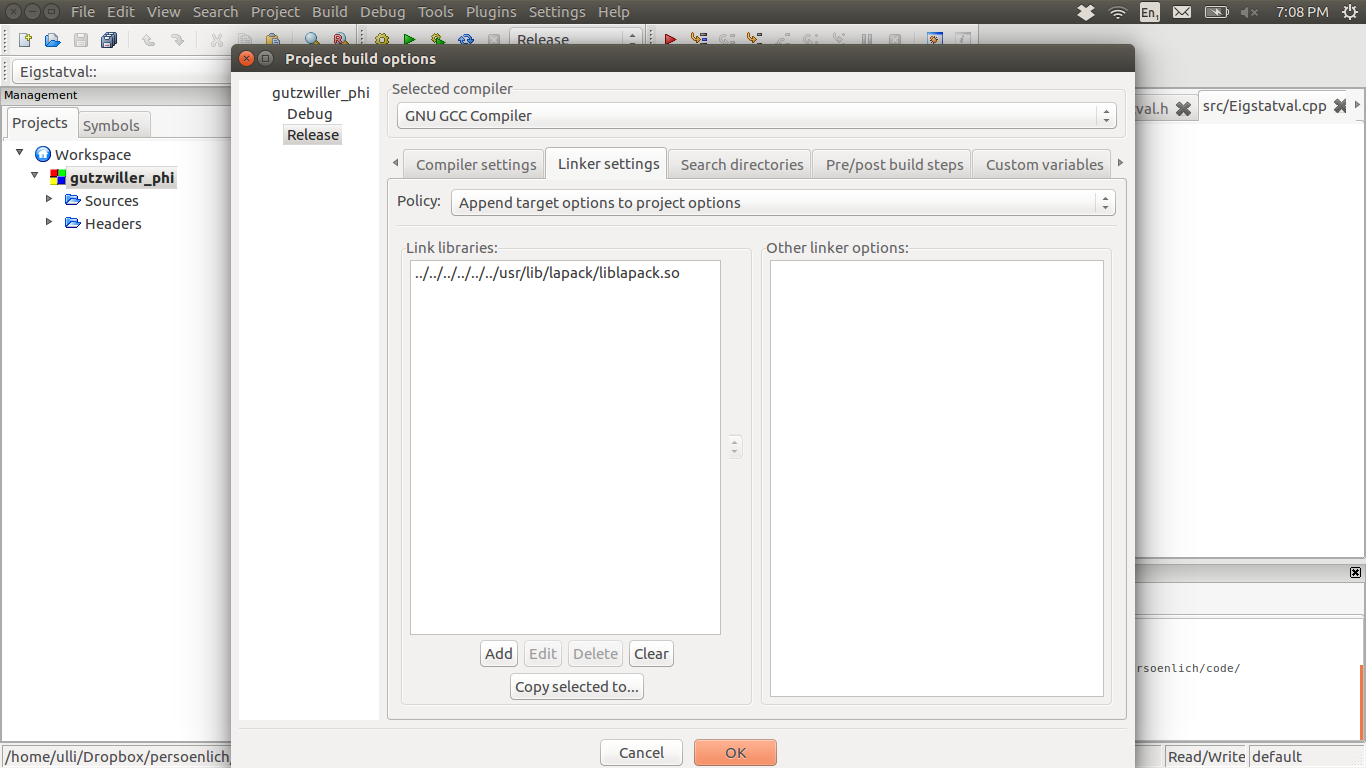 File Edit View Search Project Build Debug Tools Plugins Settings Help
En1
7:08 PM
Release
Eigstatval::
Project build options
Management
Projects
Symbols
Workspace
gutzwiller_phi
Sources
Headers
gutzwiller_phi
Debug
Release
Selected compiler
GNU GCC Compiler
Compiler settings
Linker settings
Search directories
Pre/post build steps
Custom variables
Policy:
Append target options to project options
Link libraries:
../../../../../../usr/lib/lapack/liblapack.so
Other linker options:
Add
Edit
Delete
Clear
Copy selected to...
Cancel
OK
val.h
src/Eigstatval.cpp
rsoenlich/code/
/home/ulli/Dropbox/persoenlich
Read/Write
default